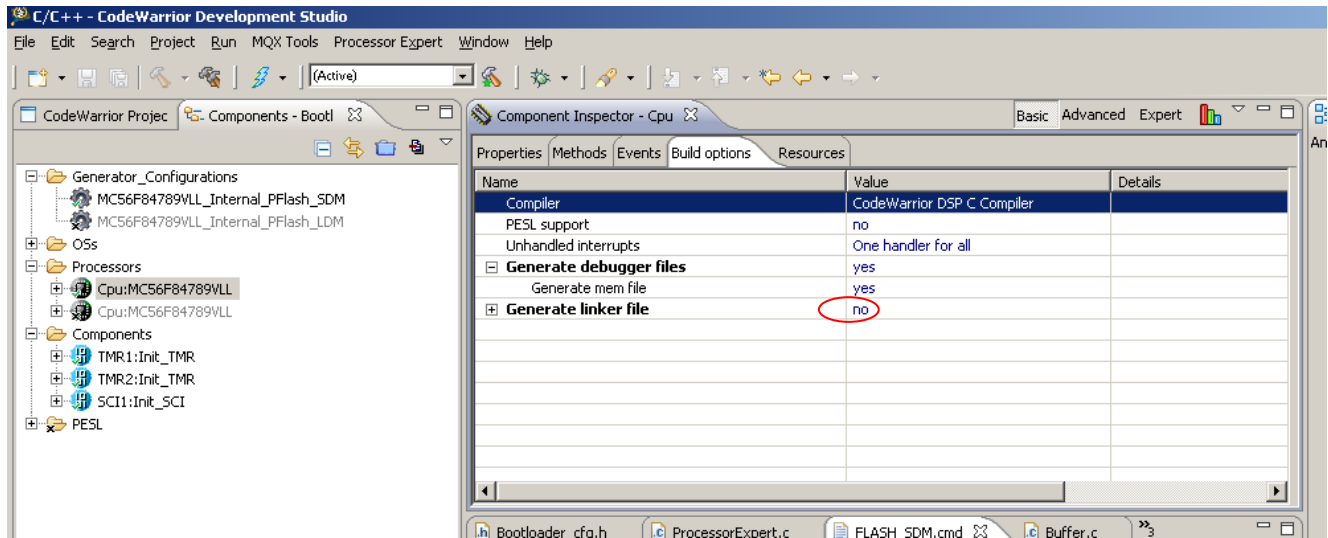 C/C++ - CodeWarrior Development Studio
File Edit Search Project Run MQX Tools Processor Expert Window Help
(Active)
CodeWarrior Projec Components - Bootl
Component Inspector - Cpu Basic Advanced Expert
An
Properties Methods Events Build options Resources
Generator_Configurations
MC56F84789VLL_Internal_PFlash_SDM
MC56F84789VLL_Internal_PFlash_LDM
OSs
Processors
Cpu:MC56F84789VLL
Cpu:MC56F84789VLL
Components
TMR1:Init_TMR
TMR2:Init_TMR
SCI1:Init_SCI
PESL
Name Value Details
Compiler CodeWarrior DSP C Compiler
PESL support no
Unhandled interrupts One handler for all
Generate debugger files yes
Generate mem file yes
Generate linker file no
Bootloader_cfg.h ProcessorExpert.c FLASH_SDM.cmd Buffer.c »3